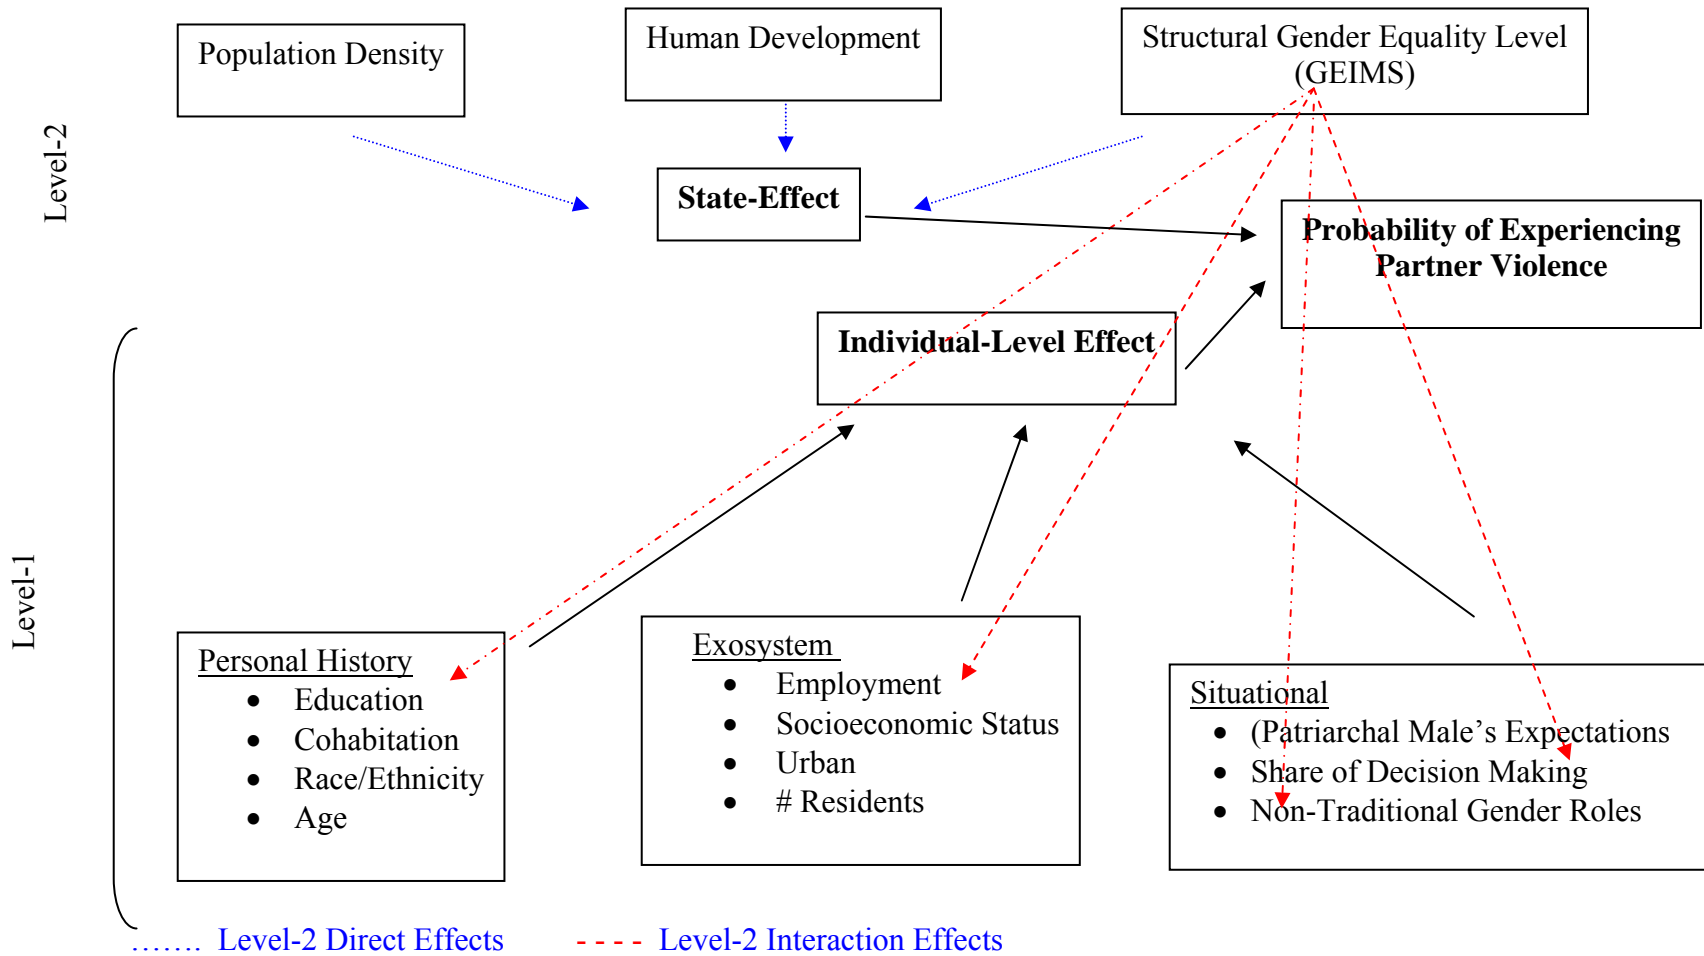 Level-2
Population Density
Human Development
Structural Gender Equality Level
(GEIMS)
State-Effect
Probability of Experiencing
Partner Violence
Individual-Level Effect
Level-1
Personal History
• Education
• Cohabitation
• Race/Ethnicity
• Age
Exosystem
• Employment
• Socioeconomic Status
• Urban
• # Residents
Situational
• (Patriarchal Male's Expectations
• Share of Decision Making
• Non-Traditional Gender Roles
....... Level-2 Direct Effects
- - - - Level-2 Interaction Effects